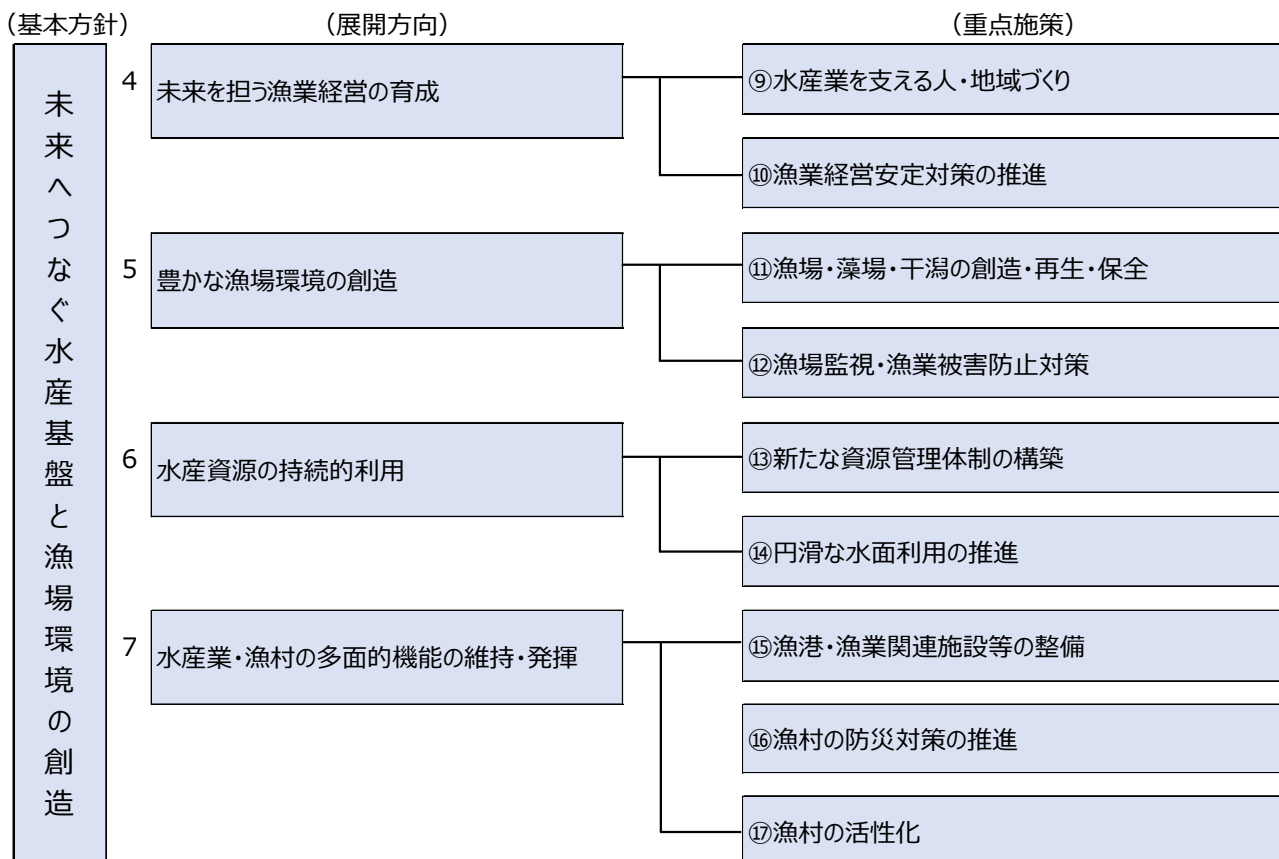 （基本方針） （展開方向） （重点施策）
未来へつなぐ水産基盤と漁場環境の創造
4 未来を担う漁業経営の育成
⑨水産業を支える人・地域づくり
⑩漁業経営安定対策の推進
5 豊かな漁場環境の創造
⑪漁場・藻場・干潟の創造・再生・保全
⑫漁場監視・漁業被害防止対策
6 水産資源の持続的利用
⑬新たな資源管理体制の構築
⑭円滑な水面利用の推進
7 水産業・漁村の多面的機能の維持・発揮
⑮漁港・漁業関連施設等の整備
⑯漁村の防災対策の推進
⑰漁村の活性化